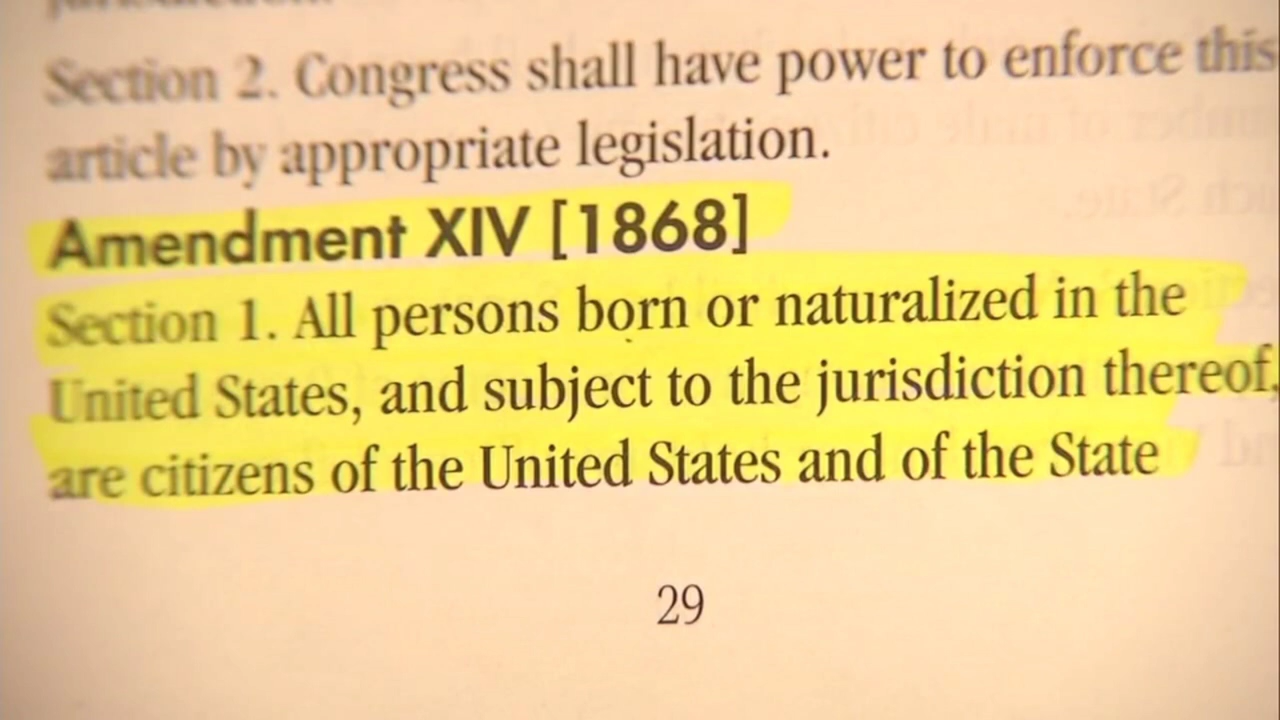 jurisdiction.
Section 2. Congress shall have power to enforce this
article by appropriate legislation.
Amendment XIV [1868]
Section 1. All persons born or naturalized in the
United States, and subject to the jurisdiction thereof,
are citizens of the United States and of the State
29